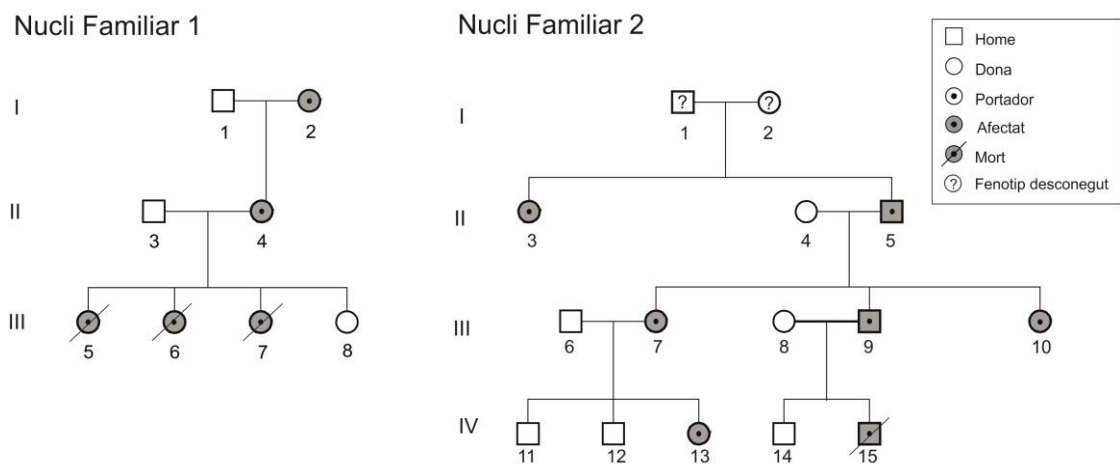 Nucli Familiar 1
I
1 2
II
3 4
III
5 6 7 8
Nucli Familiar 2
I
? ?
1 2
II
3 4 5
III
6 7 8 9 10
IV
11 12 13 14 15
Home
Dona
Portador
Afectat
Mort
? Fenotip desconegut